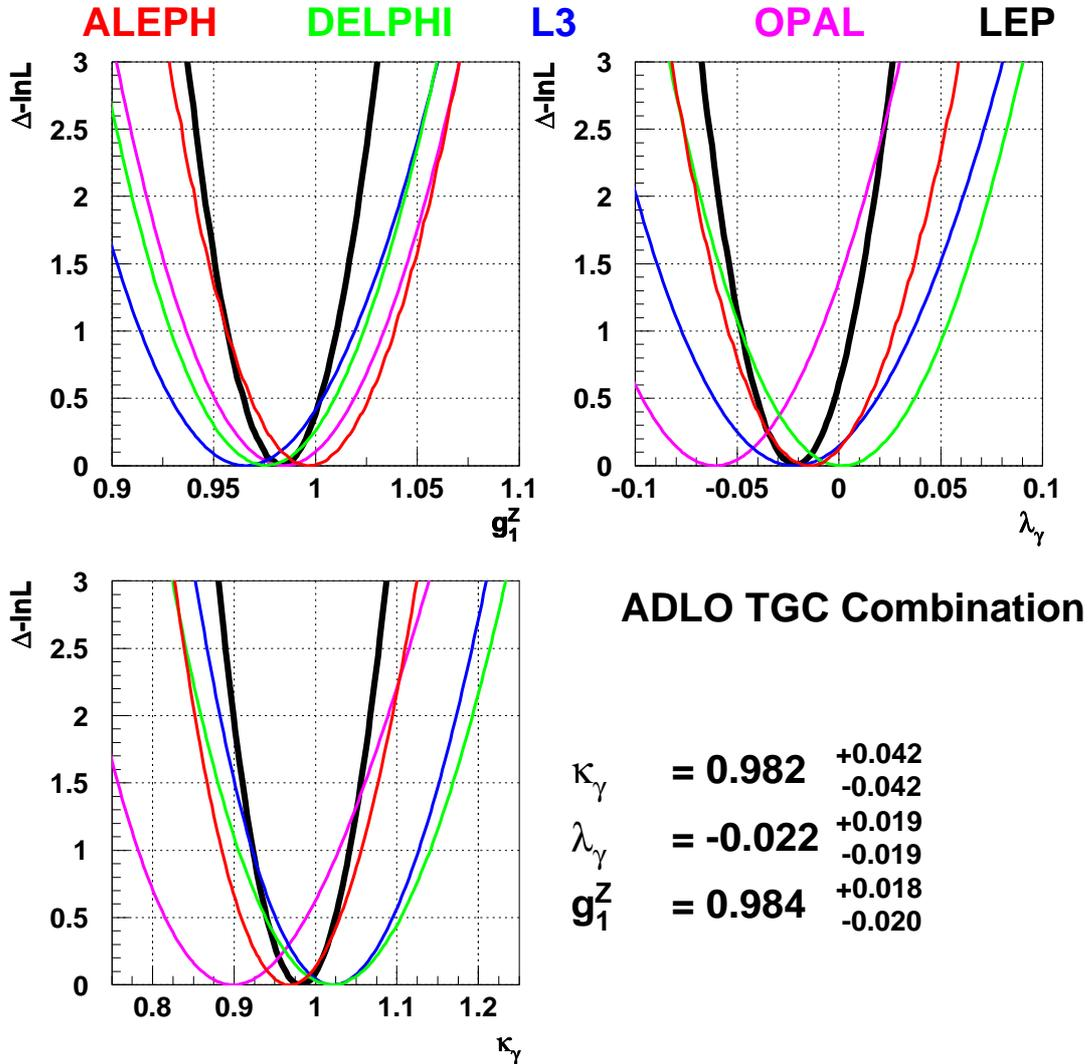 ALEPH DELPHI L3 OPAL LEP
Δ-lnL
3
2.5
2
1.5
1
0.5
0
0.9 0.95 1 1.05 1.1
g₁ᶻ
Δ-lnL
3
2.5
2
1.5
1
0.5
0
-0.1 -0.05 0 0.05 0.1
λγ
Δ-lnL
3
2.5
2
1.5
1
0.5
0
0.8 0.9 1 1.1 1.2
κγ
ADLO TGC Combination
κγ = 0.982 +0.042 -0.042
λγ = -0.022 +0.019 -0.019
g₁ᶻ = 0.984 +0.018 -0.020